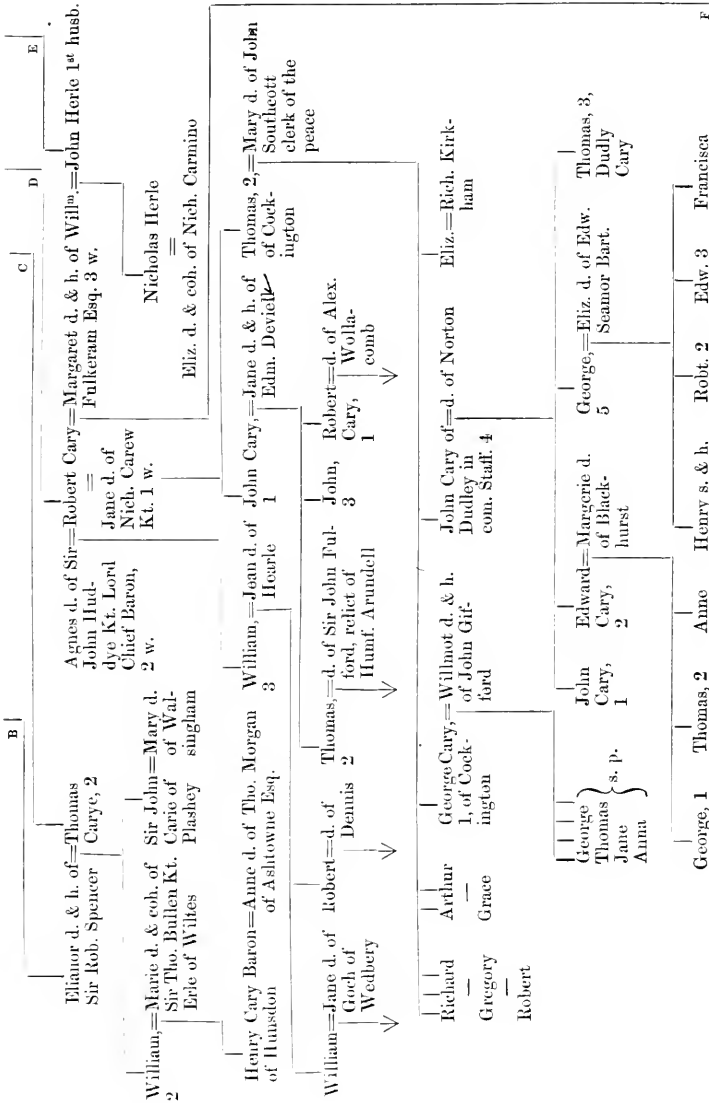 B
C
D
E
Elianor d. & h. of=Thomas
Sir Rob. Spencer Carye, 2
Agnes d. of Sir=Robert Cary=Margaret d. & h. of Willm.=John Herle 1st husb.
John Hud-
dye Kt. Lord
Chief Baron,
2 w.
=
Jane d. of
Nich. Carew
Kt. 1 w.
Fulkeram Esq. 3 w.
Nicholas Herle
=
Eliz. d. & coh. of Nich. Carmino
William,=Marie d. & coh. of
2 Sir Tho. Bullen Kt.
Erle of Wiltes
Sir John=Mary d.
Carie of of Wal-
Plashey singham
Henry Cary Baron=Anne d. of Tho. Morgan
of Hunsdon of Ashtowne Esq.
William,=Jean d. of
3 Hearle
John Cary,=Jane d. & h. of
1 Edm. Deviell
Thomas, 2,=Mary d. of John
of Cock- Southcott
iugton clerk of the
peace
William=Jane d. of
Goch of
Wedbery
Robert=d. of
Dennis
Thomas,=d. of Sir John Ful-
2 ford, relict of
Humf. Arundell
John,
3
Robert=d. of Alex.
Cary, Wolla-
1 comb
Richard
—
Gregory
—
Robert
Arthur
—
Grace
George Cary,=Willmot d. & h.
1, of Cock- of John Gif-
ington ford
John Cary of=d. of Norton
Dudley in
com. Staff. 4
Eliz.=Rich. Kirk-
ham
George
Thomas
Jane
Anna
s. p.
John
Cary,
1
Edward=Margerie d.
Cary, of Black-
2 hurst
George,=Eliz. d. of Edw.
5 Seamor Bart.
Thomas, 3,
Dudly
Cary
George, 1
Thomas, 2
Anne
Henry s. & h.
Robt. 2
Edw. 3
Francisca
F